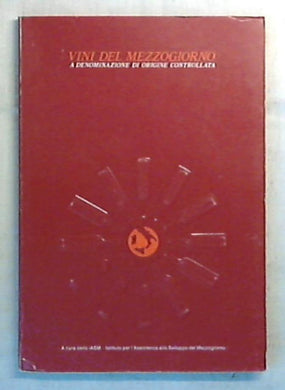 VINI DEL MEZZOGIORNO
A DENOMINAZIONE DI ORIGINE CONTROLLATA
A cura dello IASM - Istituto per l'Assistenza allo Sviluppo del Mezzogiorno